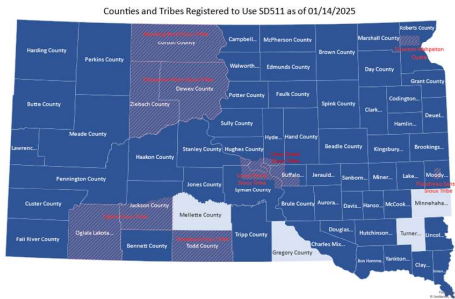 Counties and Tribes Registered to Use SD511 as of 01/14/2025
Harding County
Perkins County
Campbell...
McPherson County
Brown County
Marshall County
Roberts County
Day County
Grant County
Walworth...
Edmunds County
Dewey County
Ziebach County
Butte County
Potter County
Faulk County
Spink County
Clark...
Codington...
Hamlin...
Deuel...
Meade County
Sully County
Lawrenc...
Haakon County
Stanley County
Hughes County
Hyde...
Hand County
Beadle County
Kingsbury...
Brookings...
Pennington County
Jones County
Lyman County
Buffalo...
Jerauld...
Sanborn...
Miner...
Lake...
Moody...
Custer County
Jackson County
Mellette County
Brule County
Aurora...
Davis...
Hanso...
McCook...
Minnehaha...
Fall River County
Oglala Lakota...
Bennett County
Todd County
Tripp County
Gregory County
Douglas...
Charles Mix...
Hutchinson...
Turner...
Lincol...
Bon Homme...
Yankton...
Clay...